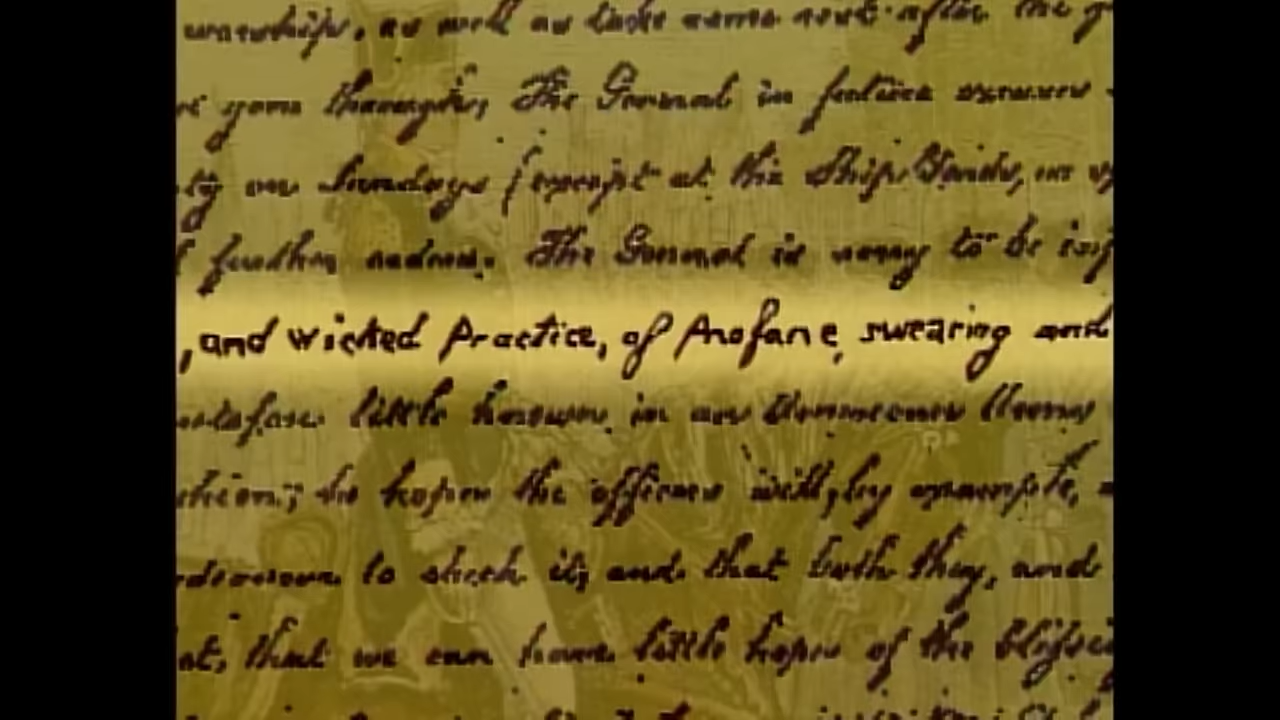 worship, as well as take some rest after the
gone through, The General in future excuses
on Sundays (except at the Ship Yards, or
further orders. The General is sorry to be
, and wicked Practice, of Profane, swearing and
little known in an American Army
he hopes the officers will, by example,
to check it, and that both they, and
that we can have little hopes of the blessing